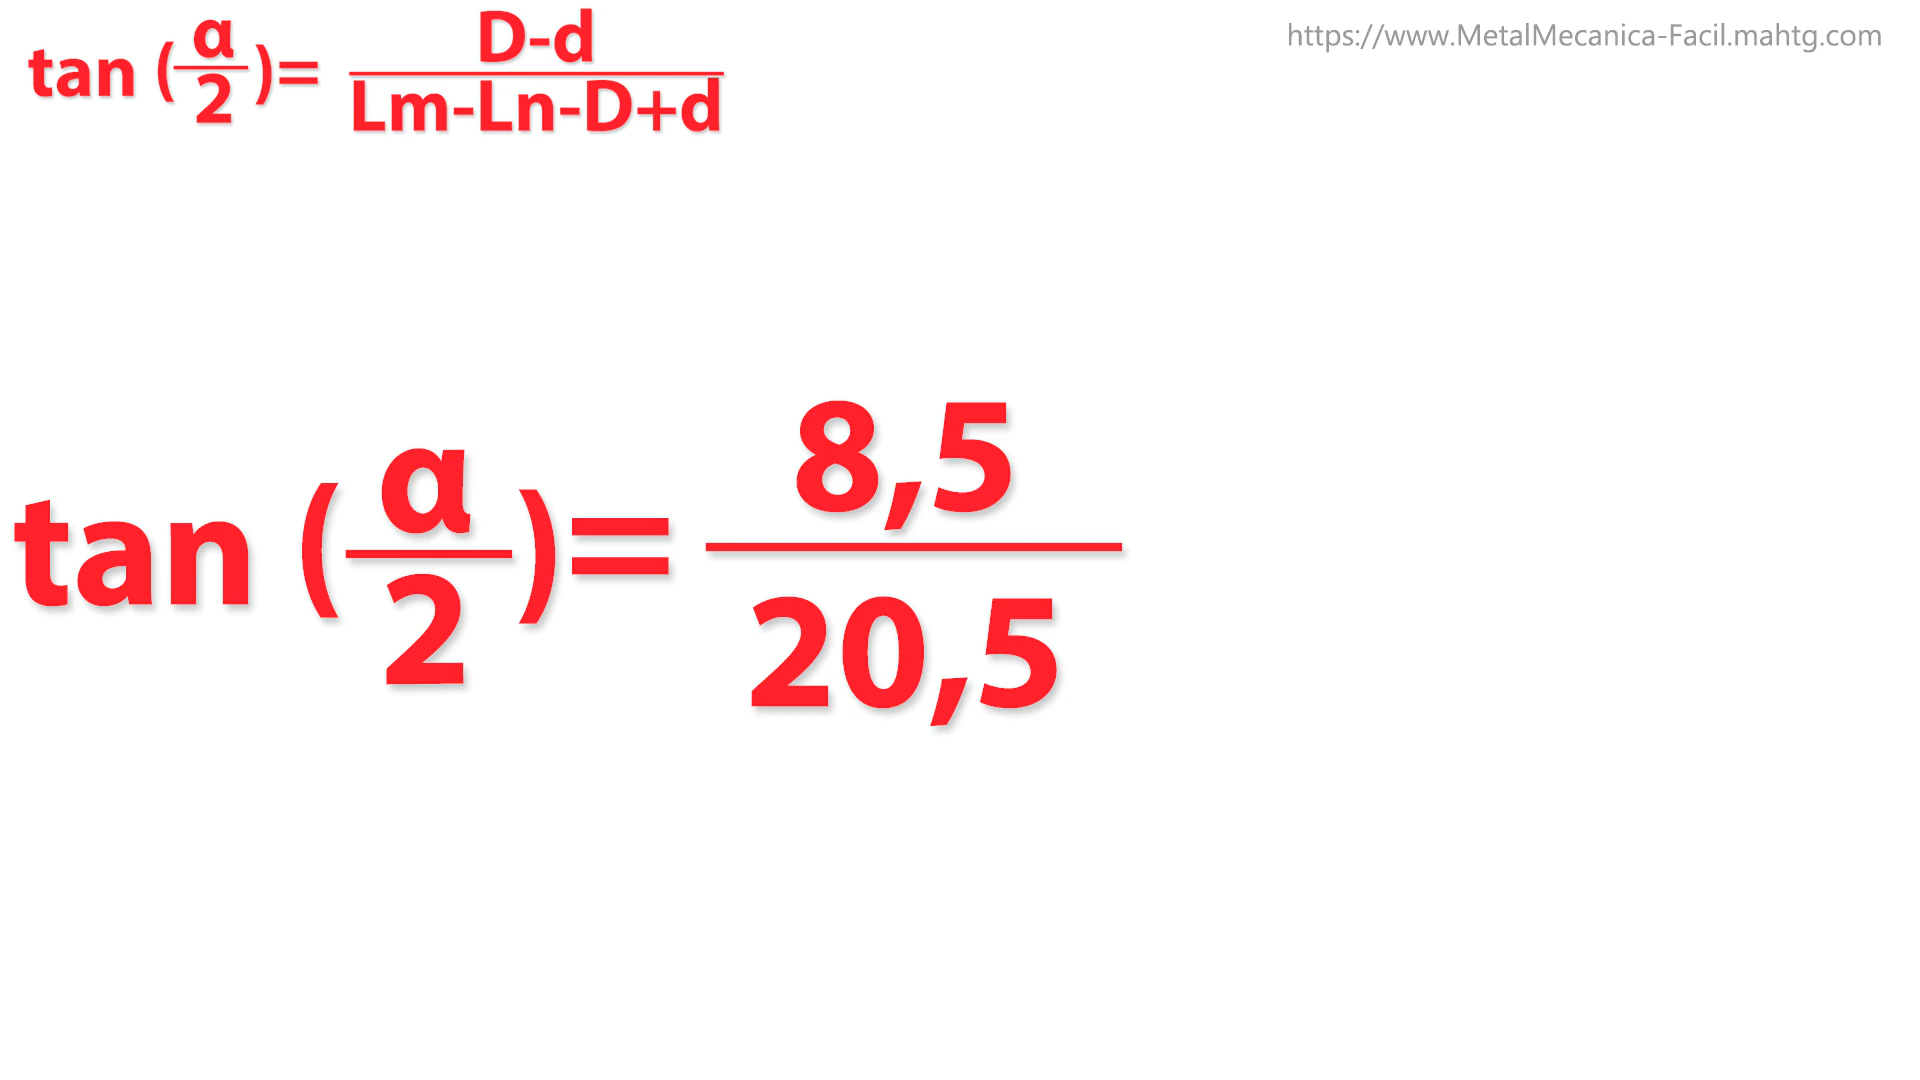 tan (α/2)= D-d / Lm-Ln-D+d
https://www.MetalMecanica-Facil.mahtg.com
tan (α/2)= 8,5 / 20,5